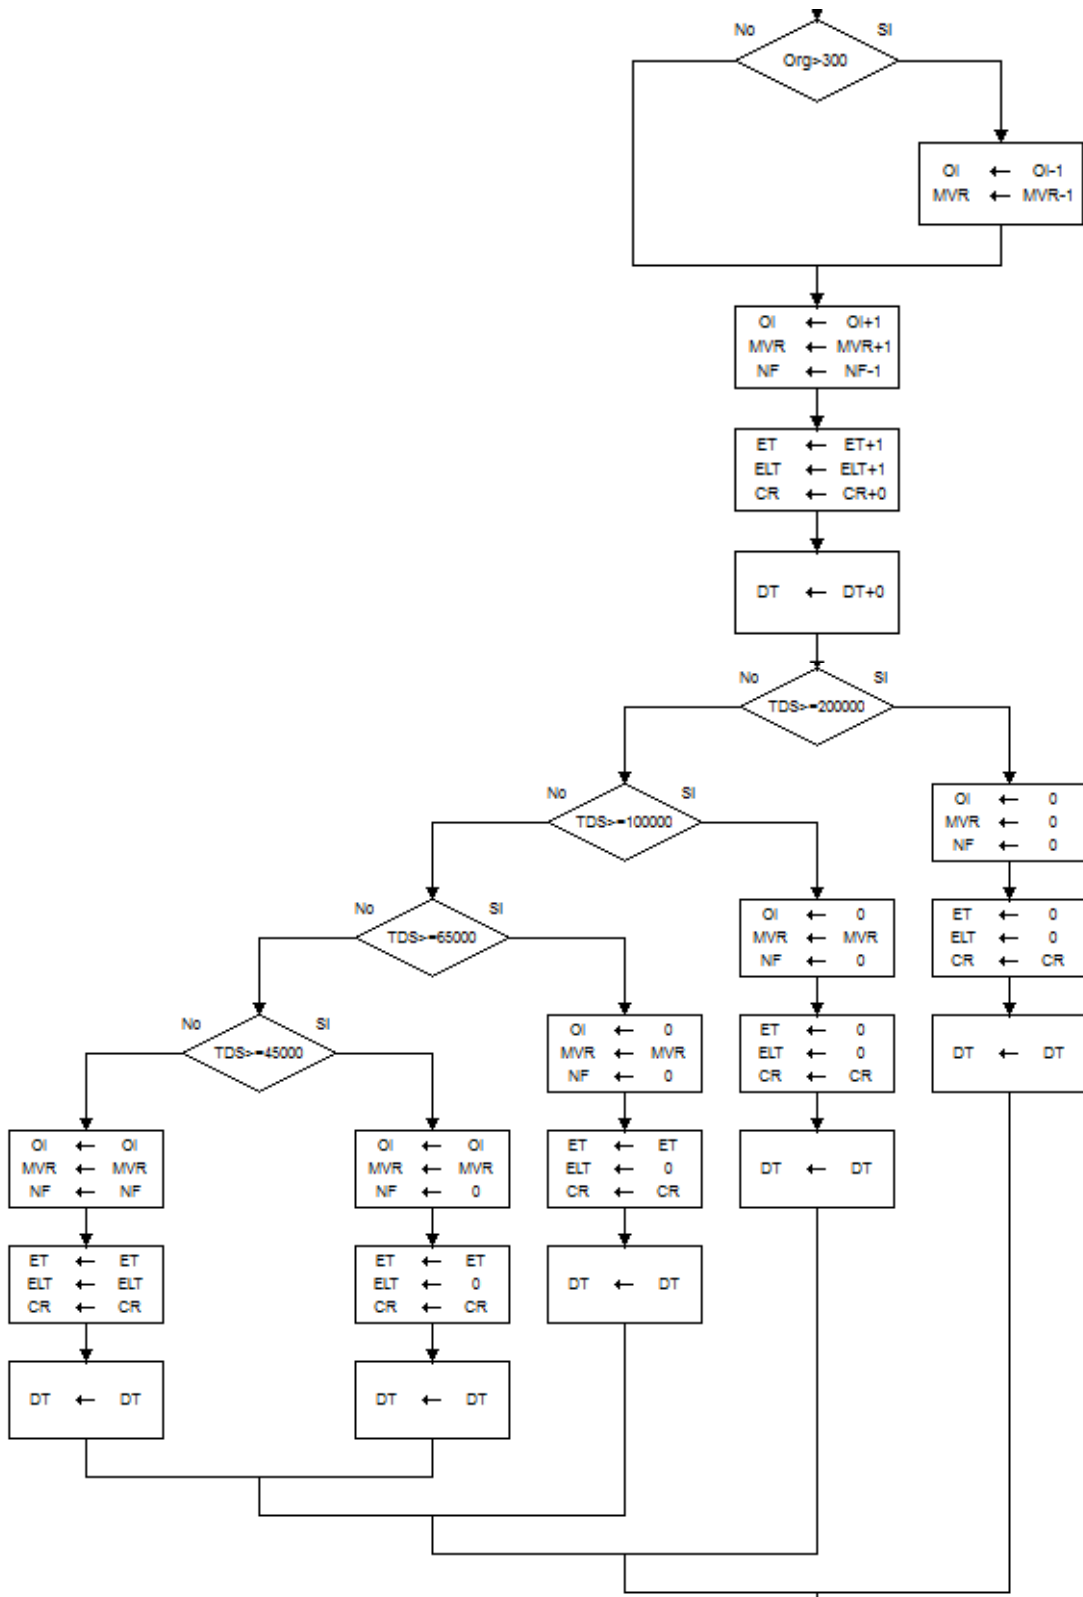 No SI
Org>300
OI ← OI-1
MVR ← MVR-1
OI ← OI+1
MVR ← MVR+1
NF ← NF-1
ET ← ET+1
ELT ← ELT+1
CR ← CR+0
DT ← DT+0
No SI
TDS>=200000
No SI
TDS>=100000
OI ← 0
MVR ← 0
NF ← 0
No SI
TDS>=65000
OI ← 0
MVR ← MVR
NF ← 0
ET ← 0
ELT ← 0
CR ← CR
No SI
TDS>=45000
OI ← 0
MVR ← MVR
NF ← 0
ET ← 0
ELT ← 0
CR ← CR
DT ← DT
OI ← OI
MVR ← MVR
NF ← NF
OI ← OI
MVR ← MVR
NF ← 0
ET ← ET
ELT ← 0
CR ← CR
DT ← DT
ET ← ET
ELT ← ELT
CR ← CR
ET ← ET
ELT ← 0
CR ← CR
DT ← DT
DT ← DT
DT ← DT